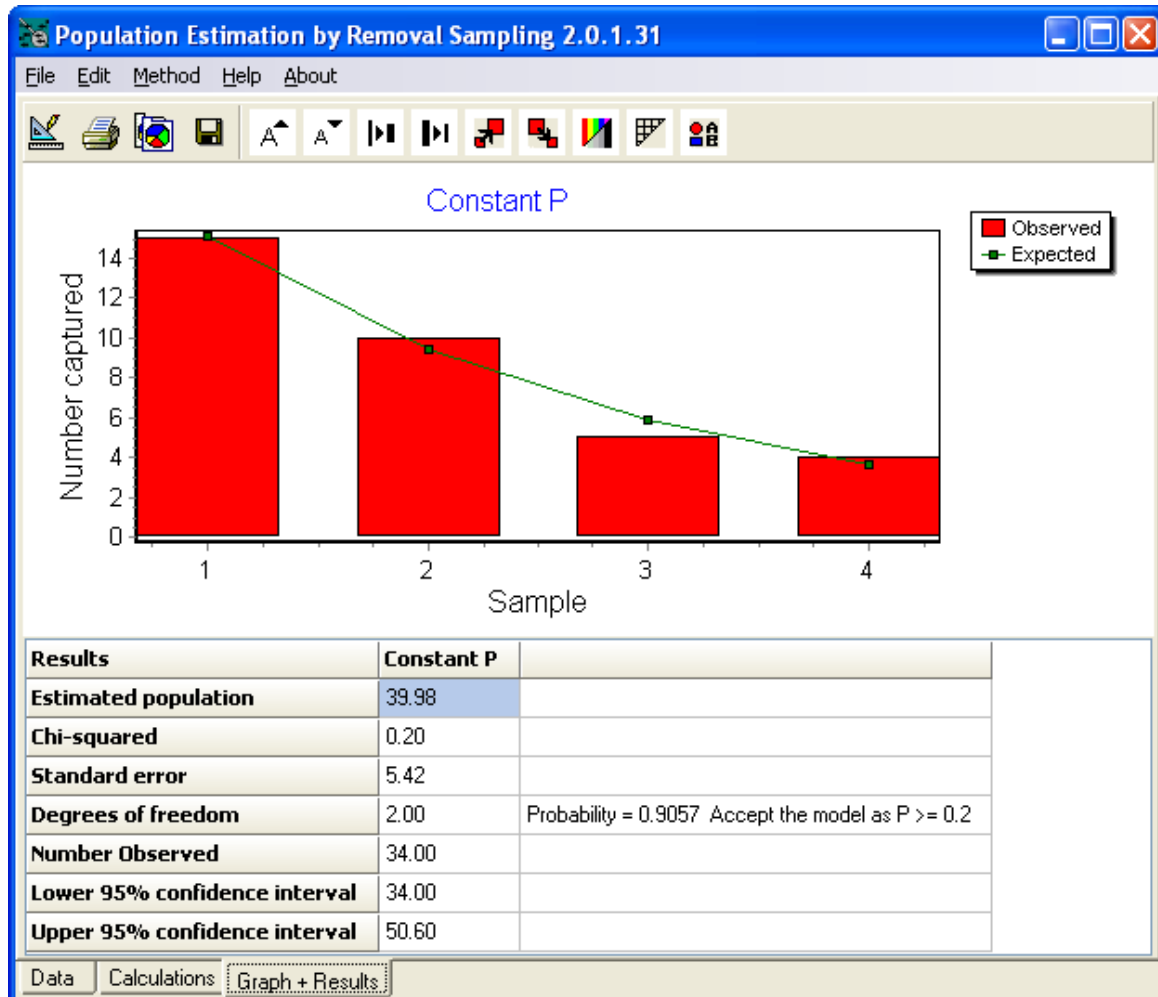 Population Estimation by Removal Sampling 2.0.1.31
File Edit Method Help About
Constant P
Observed
Expected
Number captured
14
12
10
8
6
4
2
0
1 2 3 4
Sample
Results Constant P
Estimated population 39.98
Chi-squared 0.20
Standard error 5.42
Degrees of freedom 2.00 Probability = 0.9057 Accept the model as P >= 0.2
Number Observed 34.00
Lower 95% confidence interval 34.00
Upper 95% confidence interval 50.60
Data Calculations Graph + Results